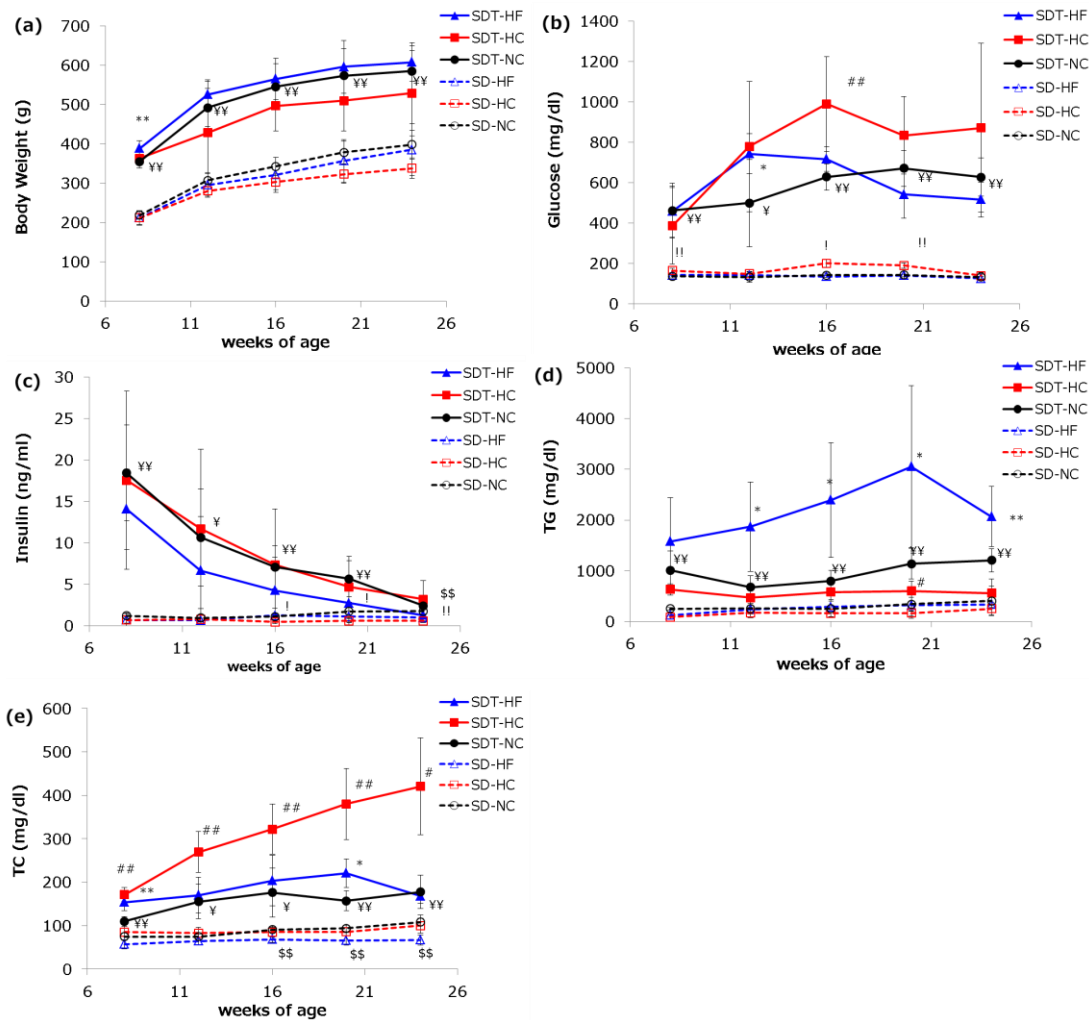 (a)
Body Weight (g)
700
600
500
400
300
200
100
0
6 11 16 21 26
weeks of age
** ¥¥ ¥¥ ¥¥ ¥¥ ¥¥
SDT-HF
SDT-HC
SDT-NC
SD-HF
SD-HC
SD-NC
(b)
Glucose (mg/dl)
1400
1200
1000
800
600
400
200
0
6 11 16 21 26
weeks of age
##
*
¥¥ ¥ ¥¥ ¥¥ ¥¥
!! ! !!
SDT-HF
SDT-HC
SDT-NC
SD-HF
SD-HC
SD-NC
(c)
Insulin (ng/ml)
30
25
20
15
10
5
0
6 11 16 21 26
weeks of age
¥¥ ¥ ¥¥ ¥¥ $$
! ! !!
SDT-HF
SDT-HC
SDT-NC
SD-HF
SD-HC
SD-NC
(d)
TG (mg/dl)
5000
4000
3000
2000
1000
0
6 11 16 21 26
weeks of age
* * * **
¥¥ ¥¥ ¥¥ ¥¥ ¥¥
#
SDT-HF
SDT-HC
SDT-NC
SD-HF
SD-HC
SD-NC
(e)
TC (mg/dl)
600
500
400
300
200
100
0
6 11 16 21 26
weeks of age
## ## ## ## #
** *
¥¥ ¥ ¥ ¥¥ ¥¥
$$ $$ $$
SDT-HF
SDT-HC
SDT-NC
SD-HF
SD-HC
SD-NC